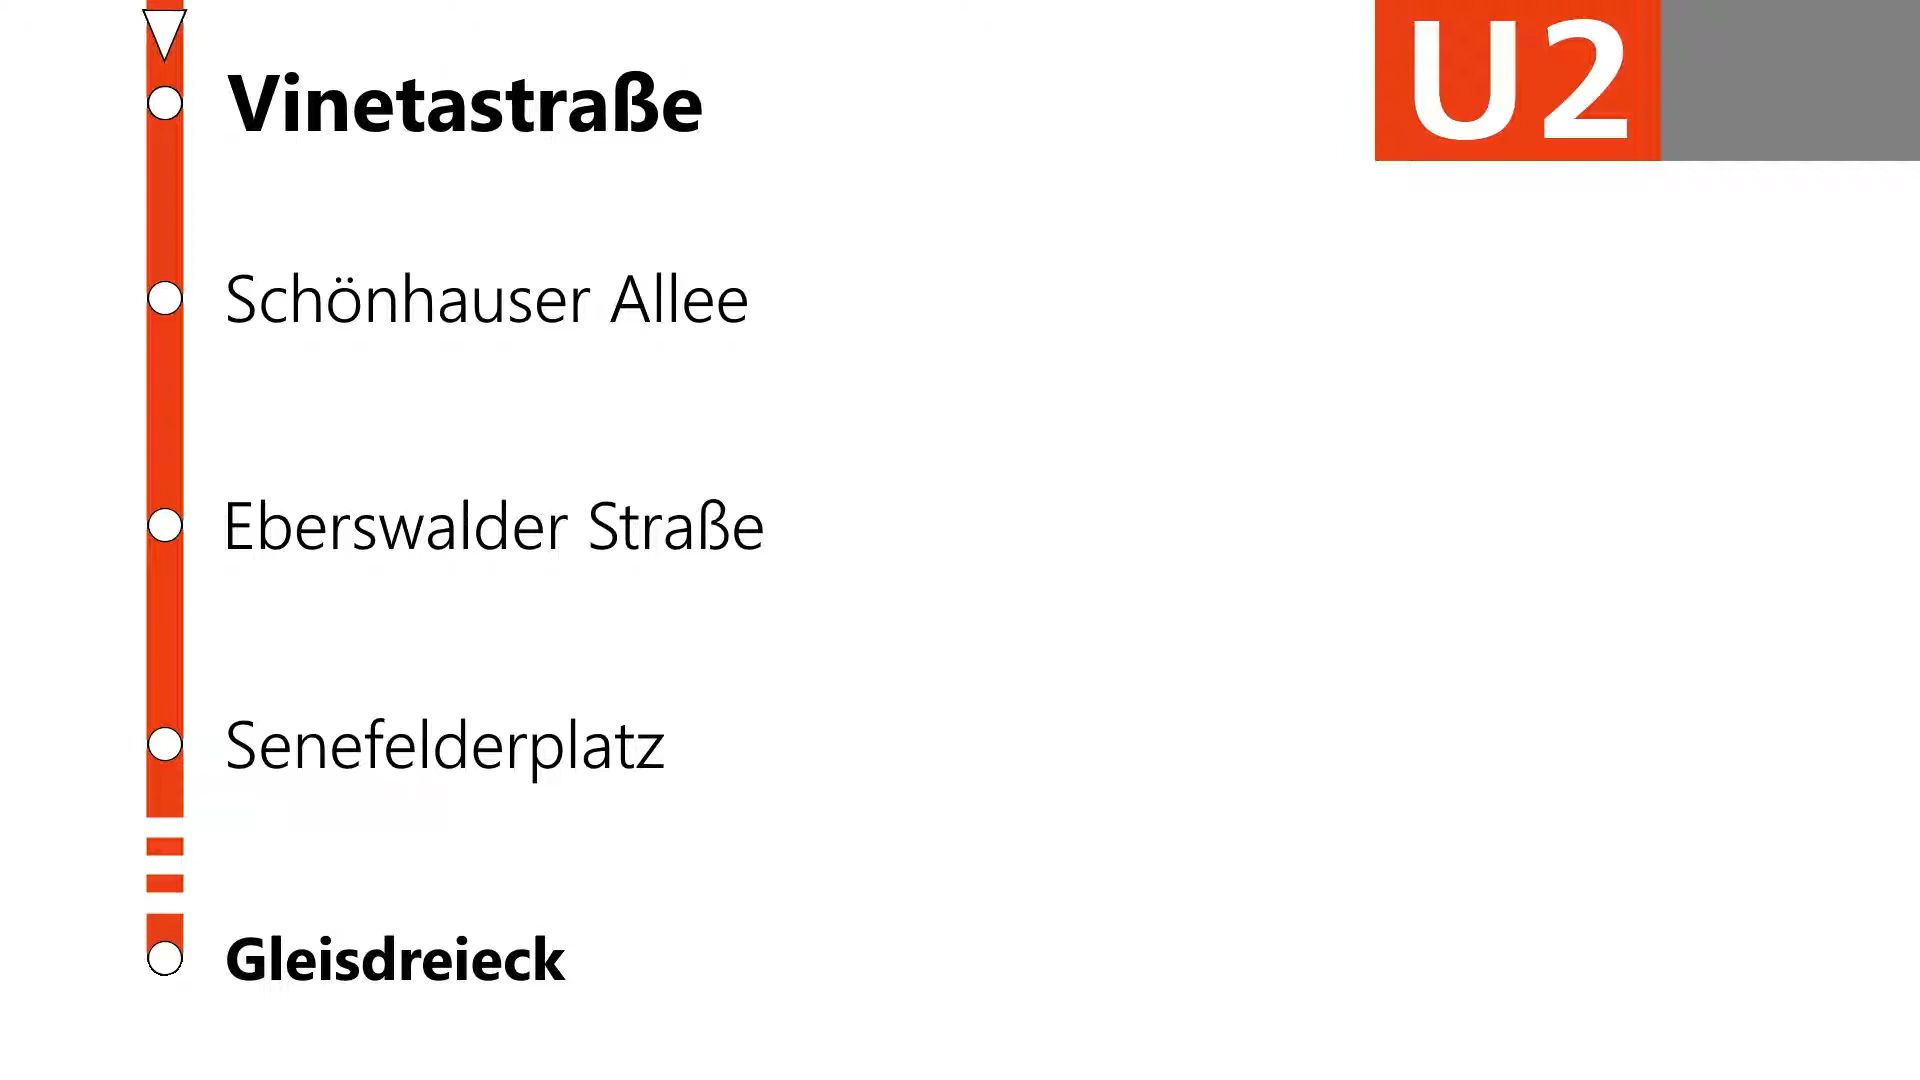 U2
Vinetastraße
Schönhauser Allee
Eberswalder Straße
Senefelderplatz
Gleisdreieck